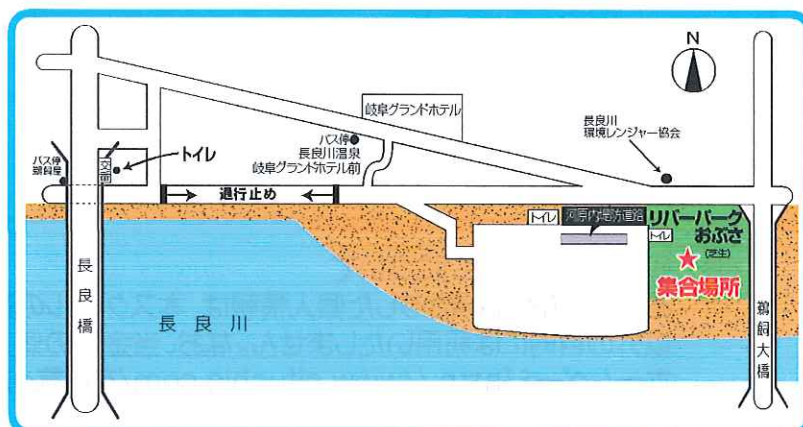 N
岐阜グランドホテル
長良川
環境レンジャー協会
バス停
長良川温泉
岐阜グランドホテル前
トイレ
バス停
鵜飼屋
交番
退行止め
トイレ
河原内堤防道路
リバーパーク
おぶさ
(芝生)
トイレ
集合場所
長良橋
長良川
鵜飼大橋